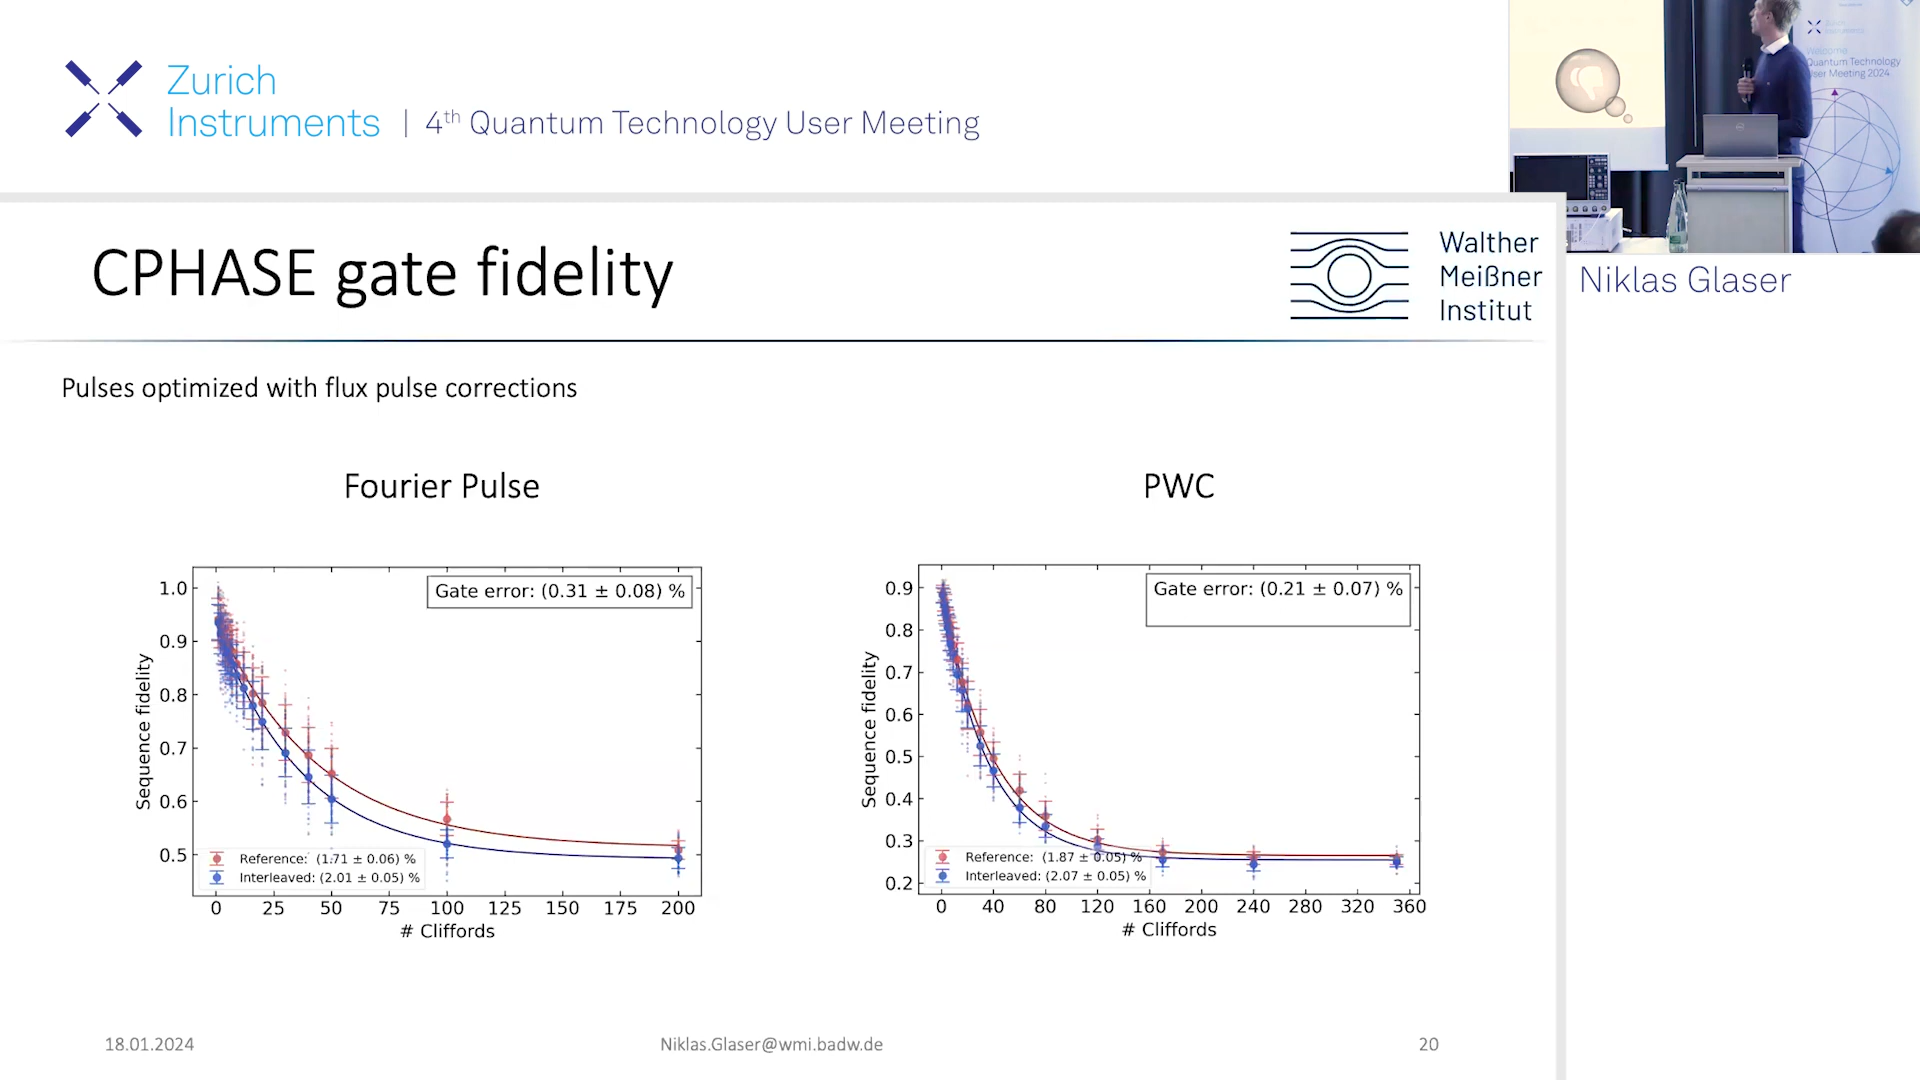 Zurich
Instruments | 4th Quantum Technology User Meeting
Welcome
Quantum Technology
User Meeting 2024
Niklas Glaser
CPHASE gate fidelity
Walther
Meißner
Institut
Pulses optimized with flux pulse corrections
Fourier Pulse
Gate error: (0.31 ± 0.08) %
1.0
0.9
0.8
0.7
0.6
0.5
Sequence fidelity
Reference: (1.71 ± 0.06) %
Interleaved: (2.01 ± 0.05) %
0 25 50 75 100 125 150 175 200
# Cliffords
PWC
Gate error: (0.21 ± 0.07) %
0.9
0.8
0.7
0.6
0.5
0.4
0.3
0.2
Sequence fidelity
Reference: (1.87 ± 0.05) %
Interleaved: (2.07 ± 0.05) %
0 40 80 120 160 200 240 280 320 360
# Cliffords
18.01.2024
Niklas.Glaser@wmi.badw.de
20